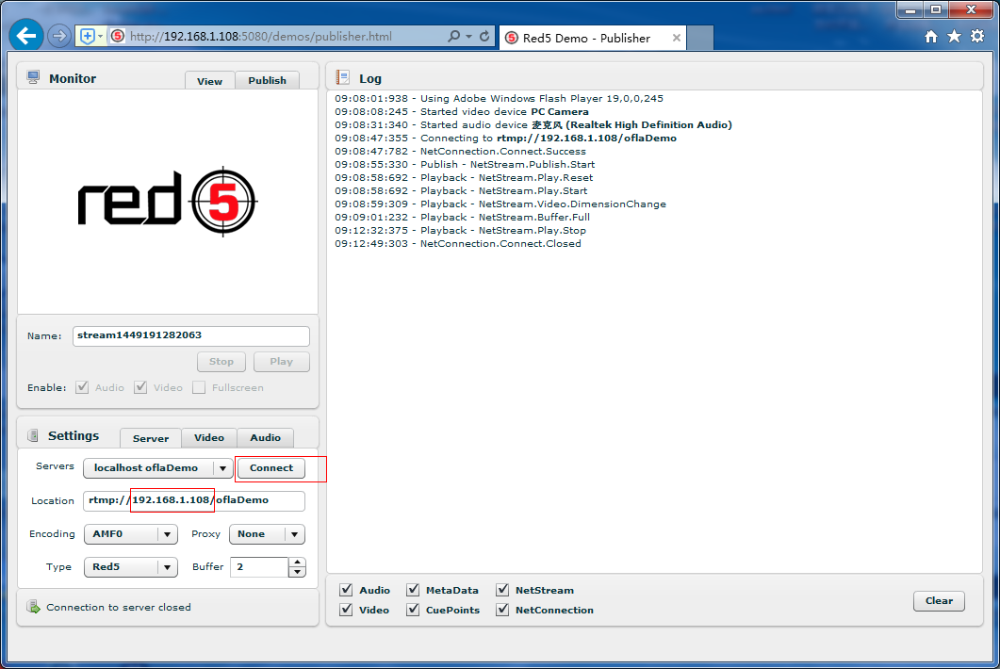 http://192.168.1.108:5080/demos/publisher.html
Red5 Demo - Publisher
Monitor
View
Publish
red 5
Name:
stream1449191282063
Stop
Play
Enable:
Audio
Video
Fullscreen
Settings
Server
Video
Audio
Servers
localhost oflaDemo
Connect
Location
rtmp://192.168.1.108/oflaDemo
Encoding
AMF0
Proxy
None
Type
Red5
Buffer
2
Connection to server closed
Log
09:08:01:938 - Using Adobe Windows Flash Player 19,0,0,245
09:08:08:245 - Started video device PC Camera
09:08:31:340 - Started audio device 麦克风 (Realtek High Definition Audio)
09:08:47:355 - Connecting to rtmp://192.168.1.108/oflaDemo
09:08:47:782 - NetConnection.Connect.Success
09:08:55:330 - Publish - NetStream.Publish.Start
09:08:58:692 - Playback - NetStream.Play.Reset
09:08:58:692 - Playback - NetStream.Play.Start
09:08:59:309 - Playback - NetStream.Video.DimensionChange
09:09:01:232 - Playback - NetStream.Buffer.Full
09:12:32:375 - Playback - NetStream.Play.Stop
09:12:49:303 - NetConnection.Connect.Closed
Audio
MetaData
NetStream
Video
CuePoints
NetConnection
Clear